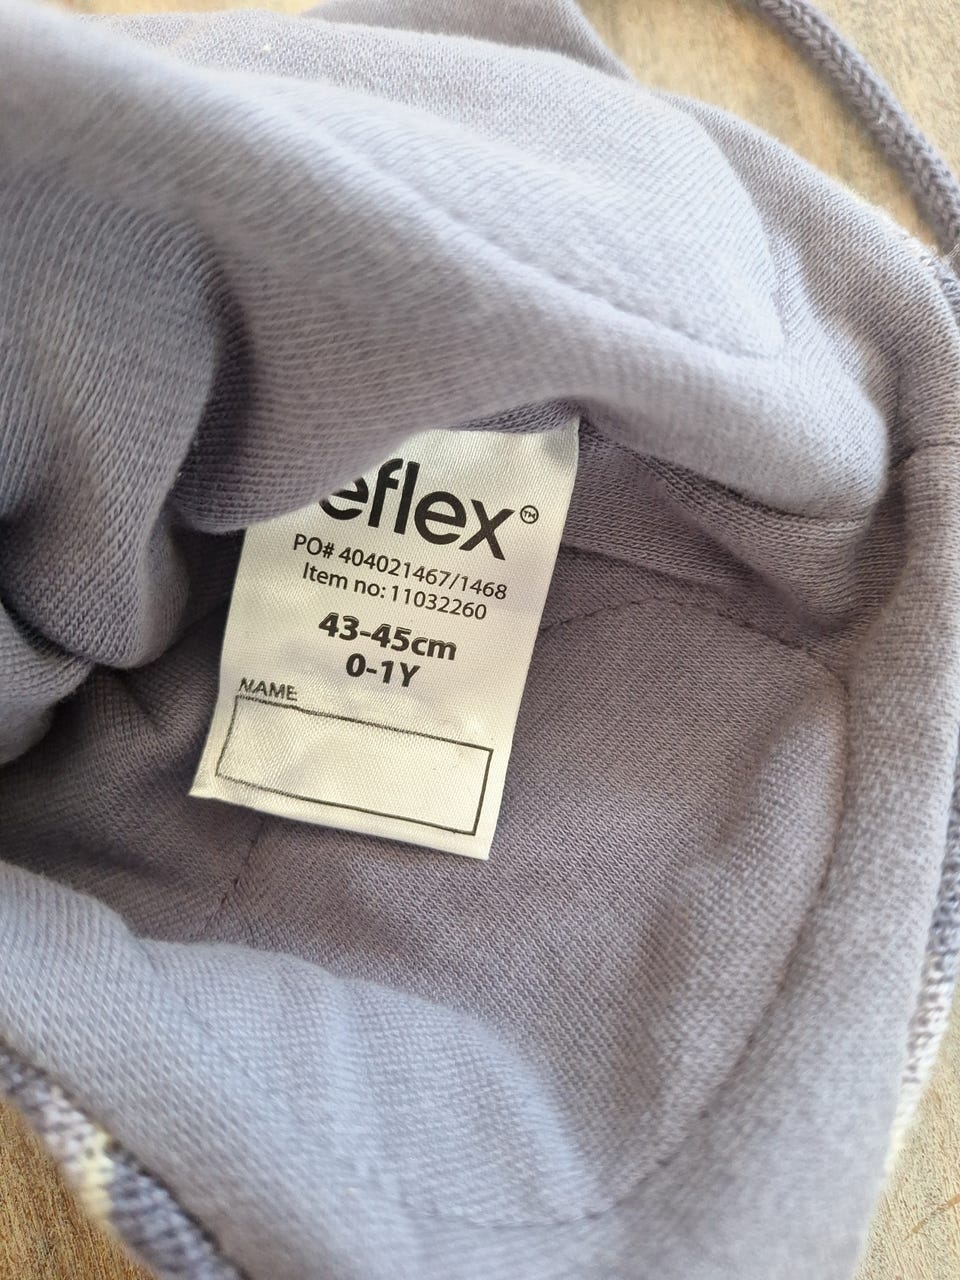 eflex™
PO# 404021467/1468
Item no: 11032260
43-45cm
0-1Y
NAME